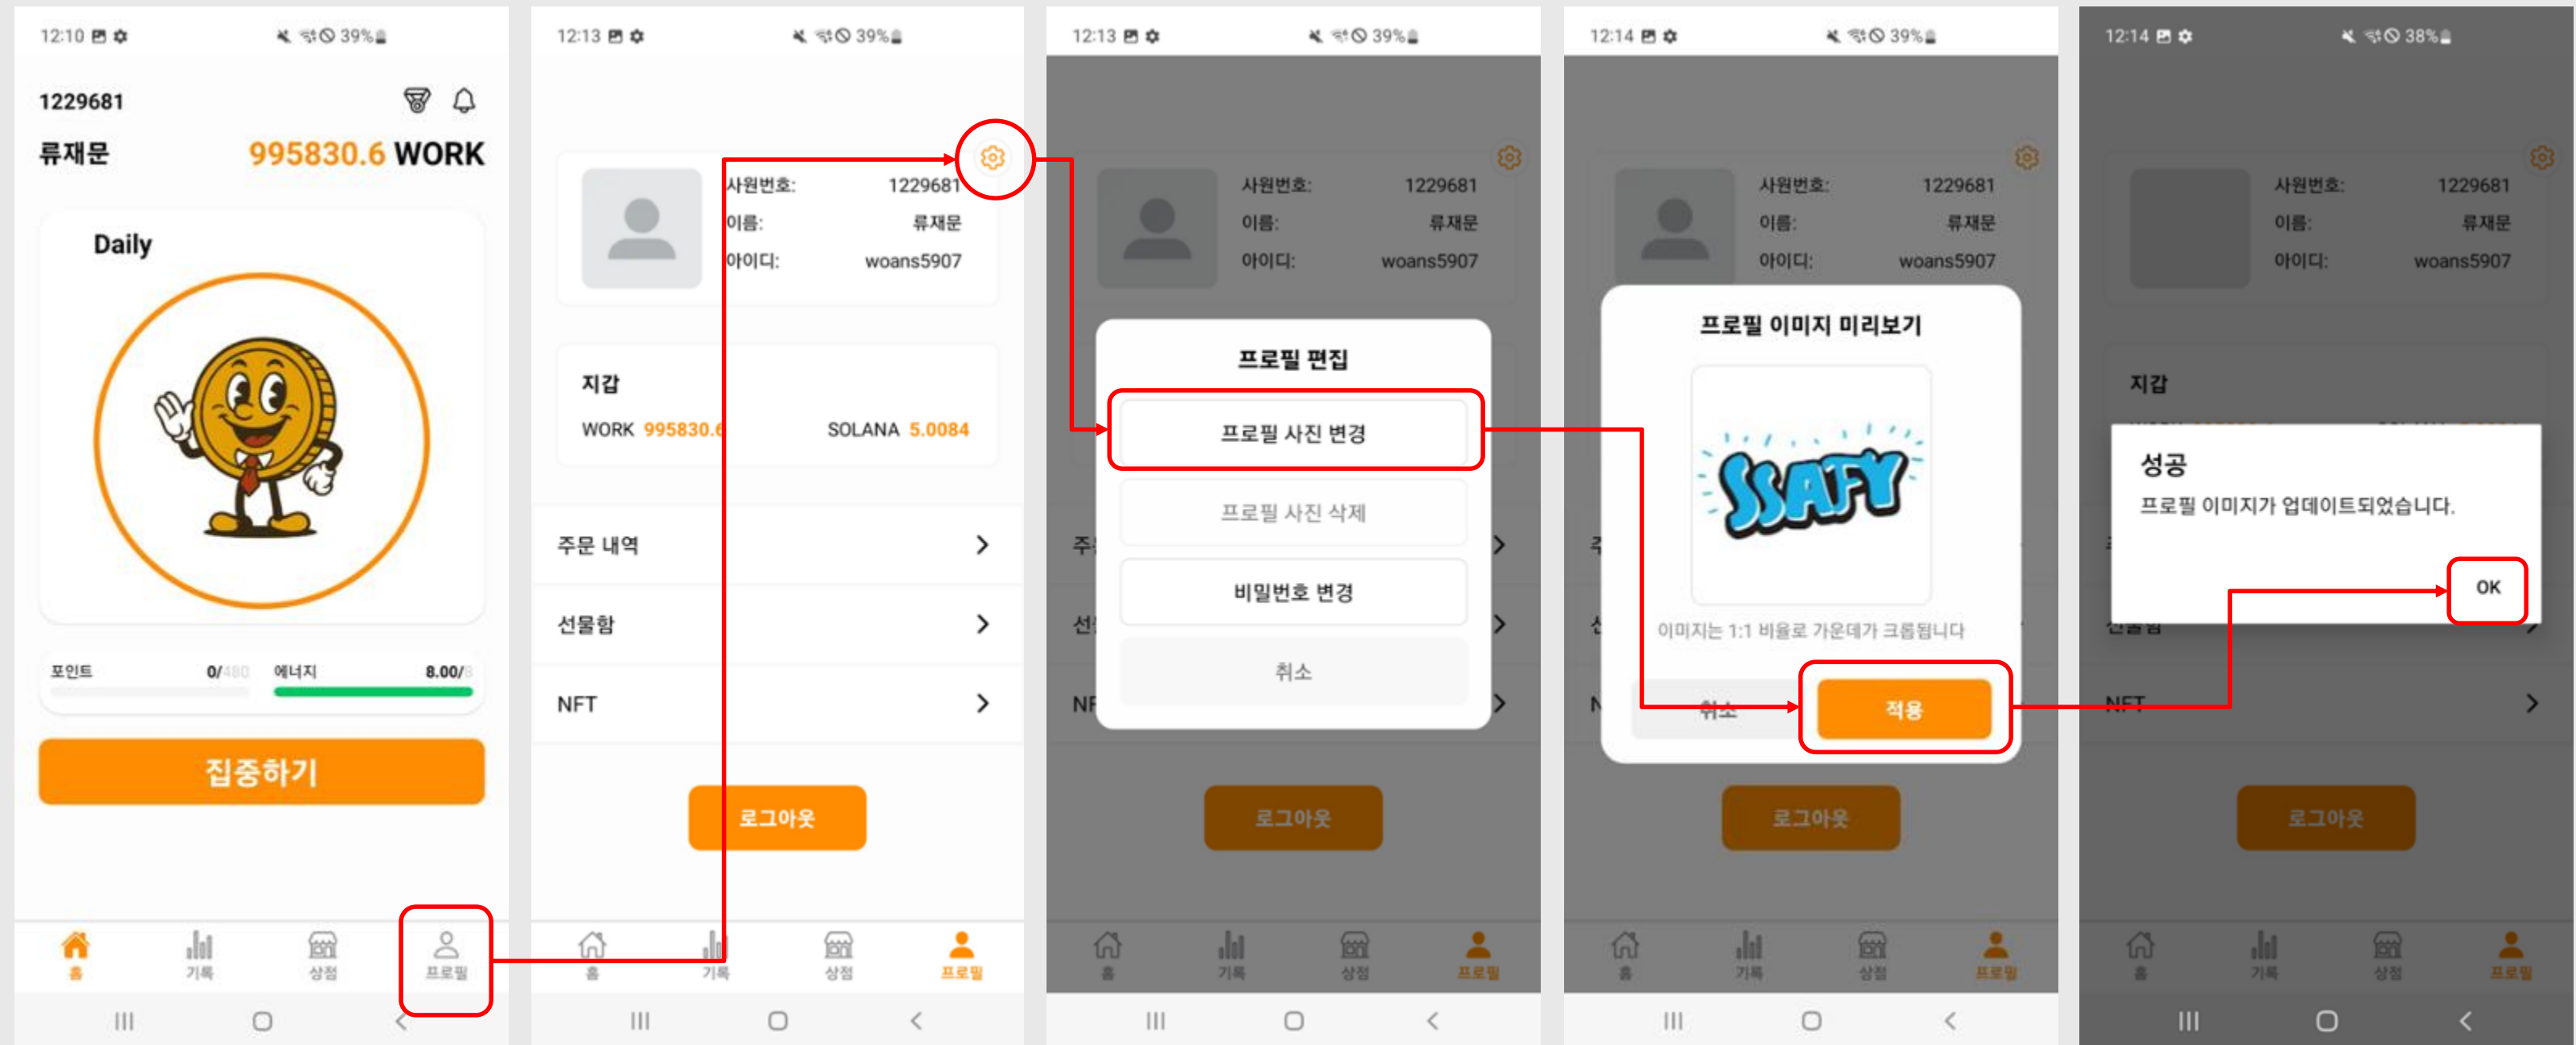 12:10 39%
1229681
류재문 995830.6 WORK
Daily
포인트 0/480 에너지 8.00/8
집중하기
홈 기록 상점 프로필
12:13 39%
사원번호: 1229681
이름: 류재문
아이디: woans5907
지갑
WORK 995830.6 SOLANA 5.0084
주문 내역
선물함
NFT
로그아웃
홈 기록 상점 프로필
12:13 39%
사원번호: 1229681
이름: 류재문
아이디: woans5907
프로필 편집
프로필 사진 변경
프로필 사진 삭제
주
비밀번호 변경
선
취소
NF
로그아웃
홈 기록 상점 프로필
12:14 39%
사원번호: 1229681
이름: 류재문
아이디: woans5907
프로필 이미지 미리보기
SSAFY
이미지는 1:1 비율로 가운데가 크롭됩니다
취소 적용
로그아웃
홈 기록 상점 프로필
12:14 38%
사원번호: 1229681
이름: 류재문
아이디: woans5907
지갑
성공
프로필 이미지가 업데이트되었습니다.
OK
선물함
NFT
로그아웃
홈 기록 상점 프로필